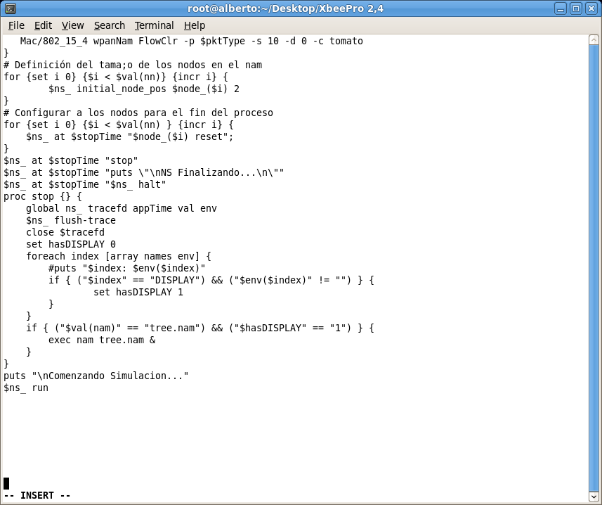 root@alberto:~/Desktop/XbeePro 2,4
File Edit View Search Terminal Help
   Mac/802_15_4 wpanNam FlowClr -p $pktType -s 10 -d 0 -c tomato
}
# Definición del tama;o de los nodos en el nam
for {set i 0} {$i < $val(nn)} {incr i} {
        $ns_ initial_node_pos $node_($i) 2
}
# Configurar a los nodos para el fin del proceso
for {set i 0} {$i < $val(nn) } {incr i} {
    $ns_ at $stopTime "$node_($i) reset";
}
$ns_ at $stopTime "stop"
$ns_ at $stopTime "puts \"\nNS Finalizando...\n\""
$ns_ at $stopTime "$ns_ halt"
proc stop {} {
    global ns_ tracefd appTime val env
    $ns_ flush-trace
    close $tracefd
    set hasDISPLAY 0
    foreach index [array names env] {
        #puts "$index: $env($index)"
        if { ("$index" == "DISPLAY") && ("$env($index)" != "") } {
                set hasDISPLAY 1
        }
    }
    if { ("$val(nam)" == "tree.nam") && ("$hasDISPLAY" == "1") } {
        exec nam tree.nam &
    }
}
puts "\nComenzando Simulacion..."
$ns_ run
-- INSERT --